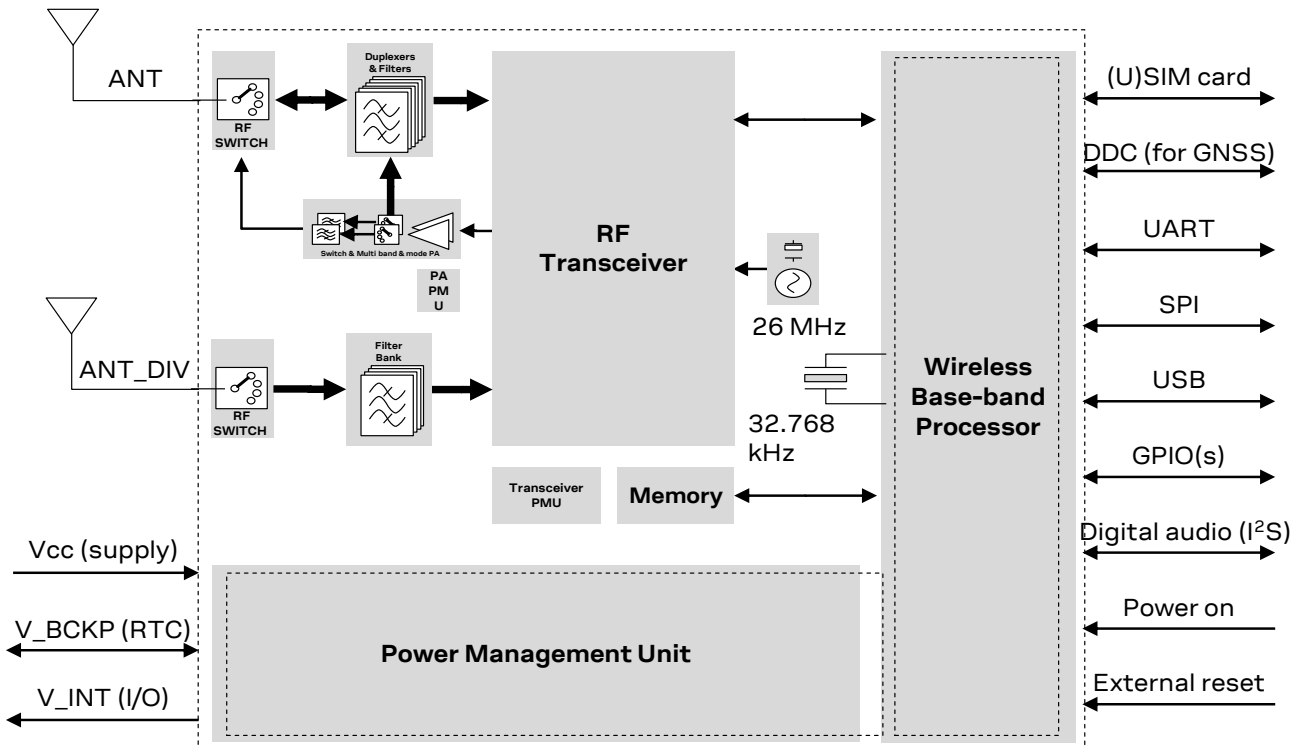 ANT
RF
SWITCH
Duplexers
& Filters
Switch & Multi band & mode PA
PA
PM
U
ANT_DIV
RF
SWITCH
Filter
Bank
RF
Transceiver
26 MHz
32.768
kHz
Transceiver
PMU
Memory
Wireless
Base-band
Processor
Power Management Unit
Vcc (supply)
V_BCKP (RTC)
V_INT (I/O)
(U)SIM card
DDC (for GNSS)
UART
SPI
USB
GPIO(s)
Digital audio (I²S)
Power on
External reset